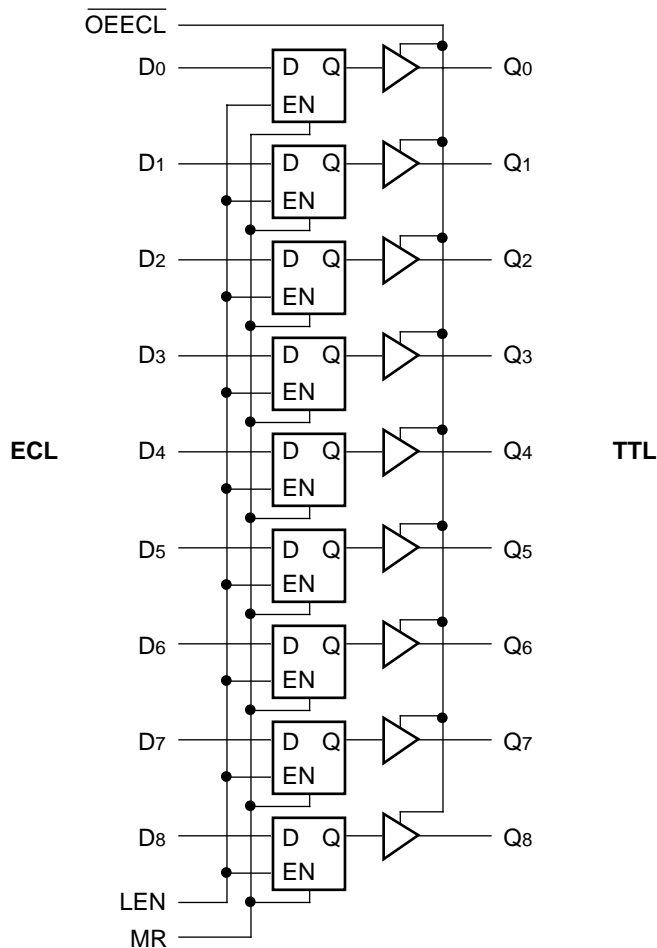 OEECL
D0 D Q Q0
EN
D1 D Q Q1
EN
D2 D Q Q2
EN
D3 D Q Q3
EN
ECL D4 D Q Q4 TTL
EN
D5 D Q Q5
EN
D6 D Q Q6
EN
D7 D Q Q7
EN
D8 D Q Q8
EN
LEN
MR